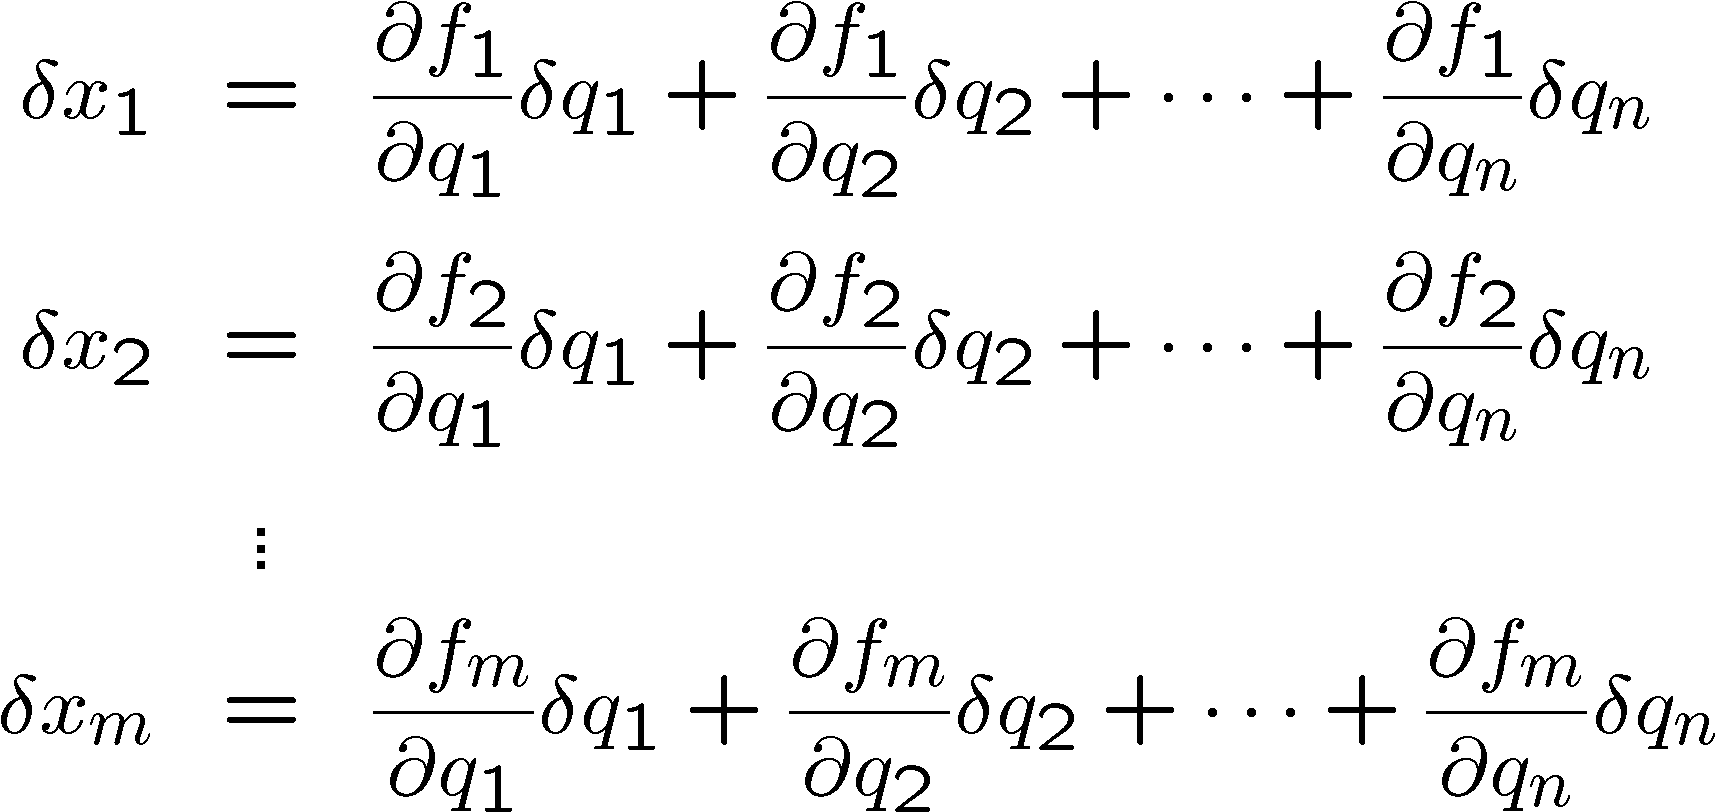 δx₁ = ∂f₁/∂q₁ δq₁ + ∂f₁/∂q₂ δq₂ + ⋯ + ∂f₁/∂qₙ δqₙ
δx₂ = ∂f₂/∂q₁ δq₁ + ∂f₂/∂q₂ δq₂ + ⋯ + ∂f₂/∂qₙ δqₙ
⋮
δxₘ = ∂fₘ/∂q₁ δq₁ + ∂fₘ/∂q₂ δq₂ + ⋯ + ∂fₘ/∂qₙ δqₙ